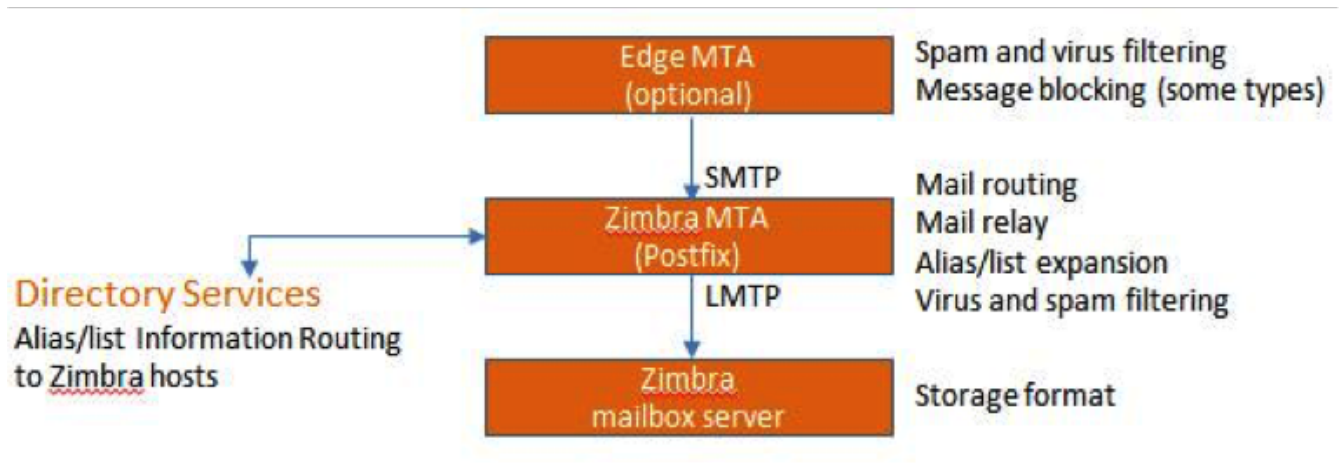 Edge MTA
(optional)
Spam and virus filtering
Message blocking (some types)
SMTP
Zimbra MTA
(Postfix)
Mail routing
Mail relay
Alias/list expansion
Virus and spam filtering
Directory Services
Alias/list Information Routing
to Zimbra hosts
LMTP
Zimbra
mailbox server
Storage format